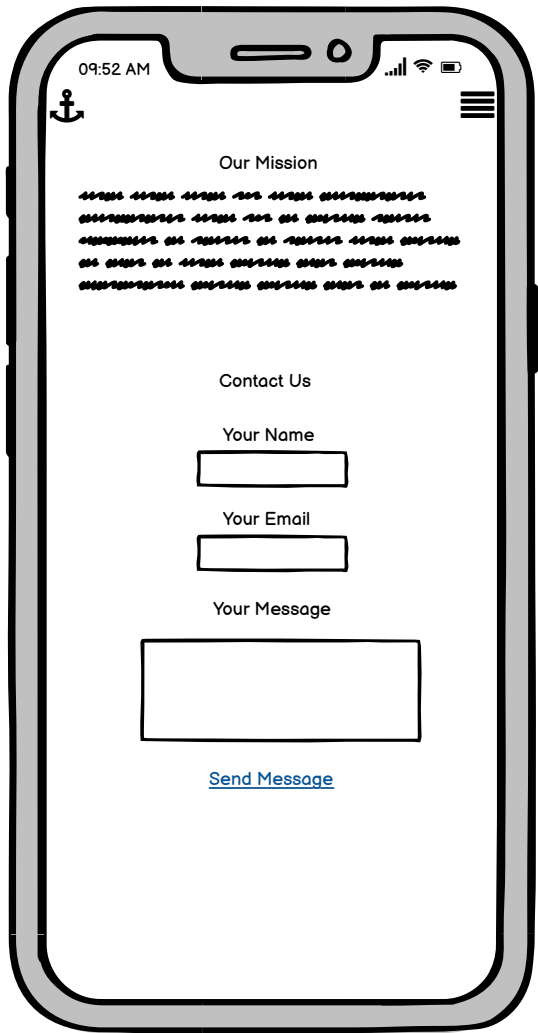 09:52 AM
Our Mission
Contact Us
Your Name
Your Email
Your Message
Send Message